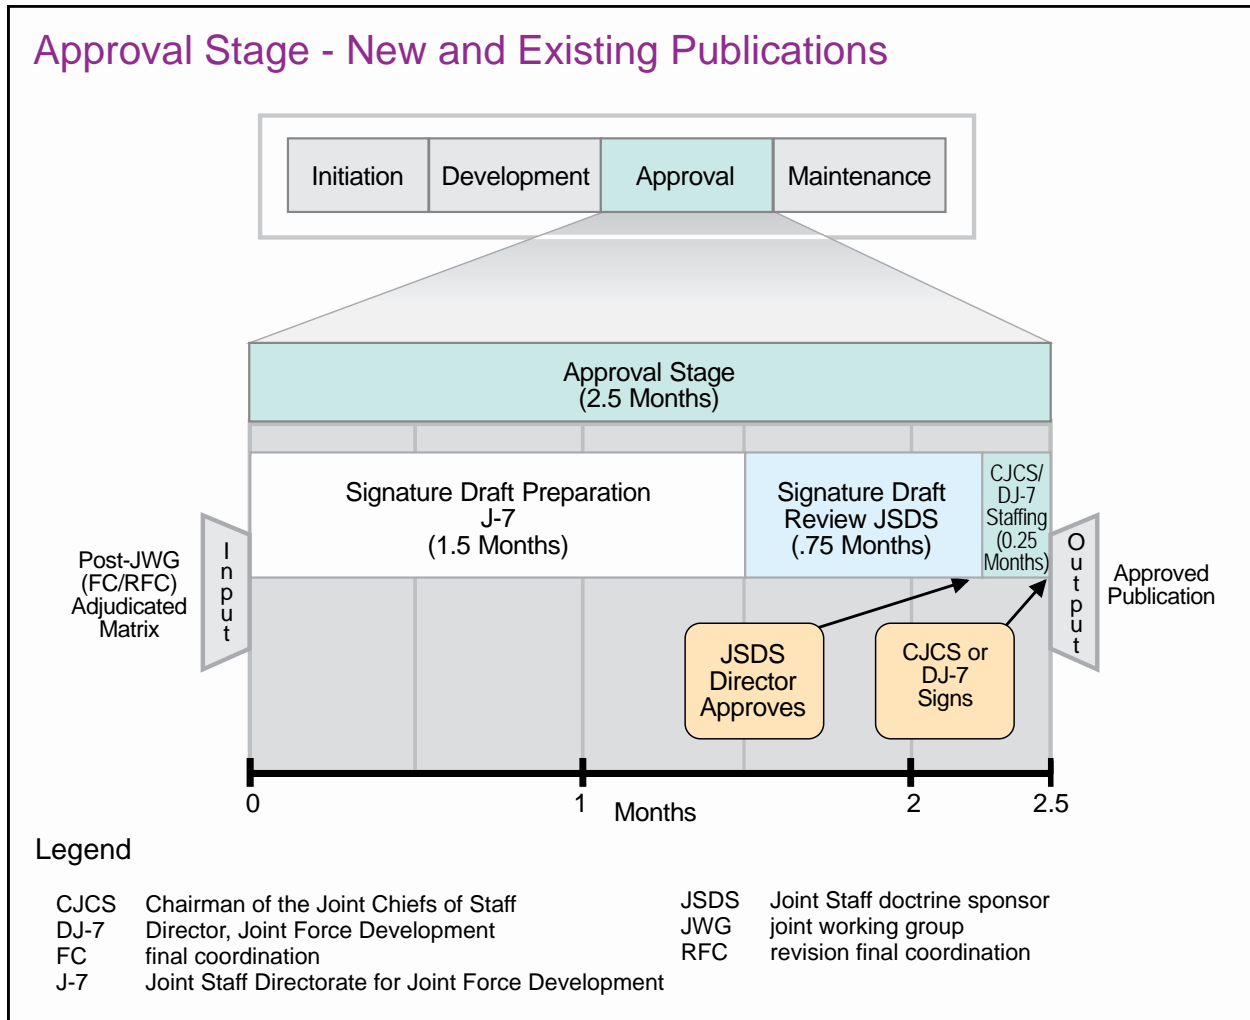 Approval Stage - New and Existing Publications
Initiation
Development
Approval
Maintenance
Approval Stage
(2.5 Months)
Signature Draft Preparation
J-7
(1.5 Months)
Signature Draft
Review JSDS
(.75 Months)
CJCS/
DJ-7
Staffing
(0.25
Months)
Post-JWG
(FC/RFC)
Adjudicated
Matrix
Input
Output
Approved
Publication
JSDS
Director
Approves
CJCS or
DJ-7
Signs
0
1
2
2.5
Months
Legend
CJCS Chairman of the Joint Chiefs of Staff
DJ-7 Director, Joint Force Development
FC final coordination
J-7 Joint Staff Directorate for Joint Force Development
JSDS Joint Staff doctrine sponsor
JWG joint working group
RFC revision final coordination